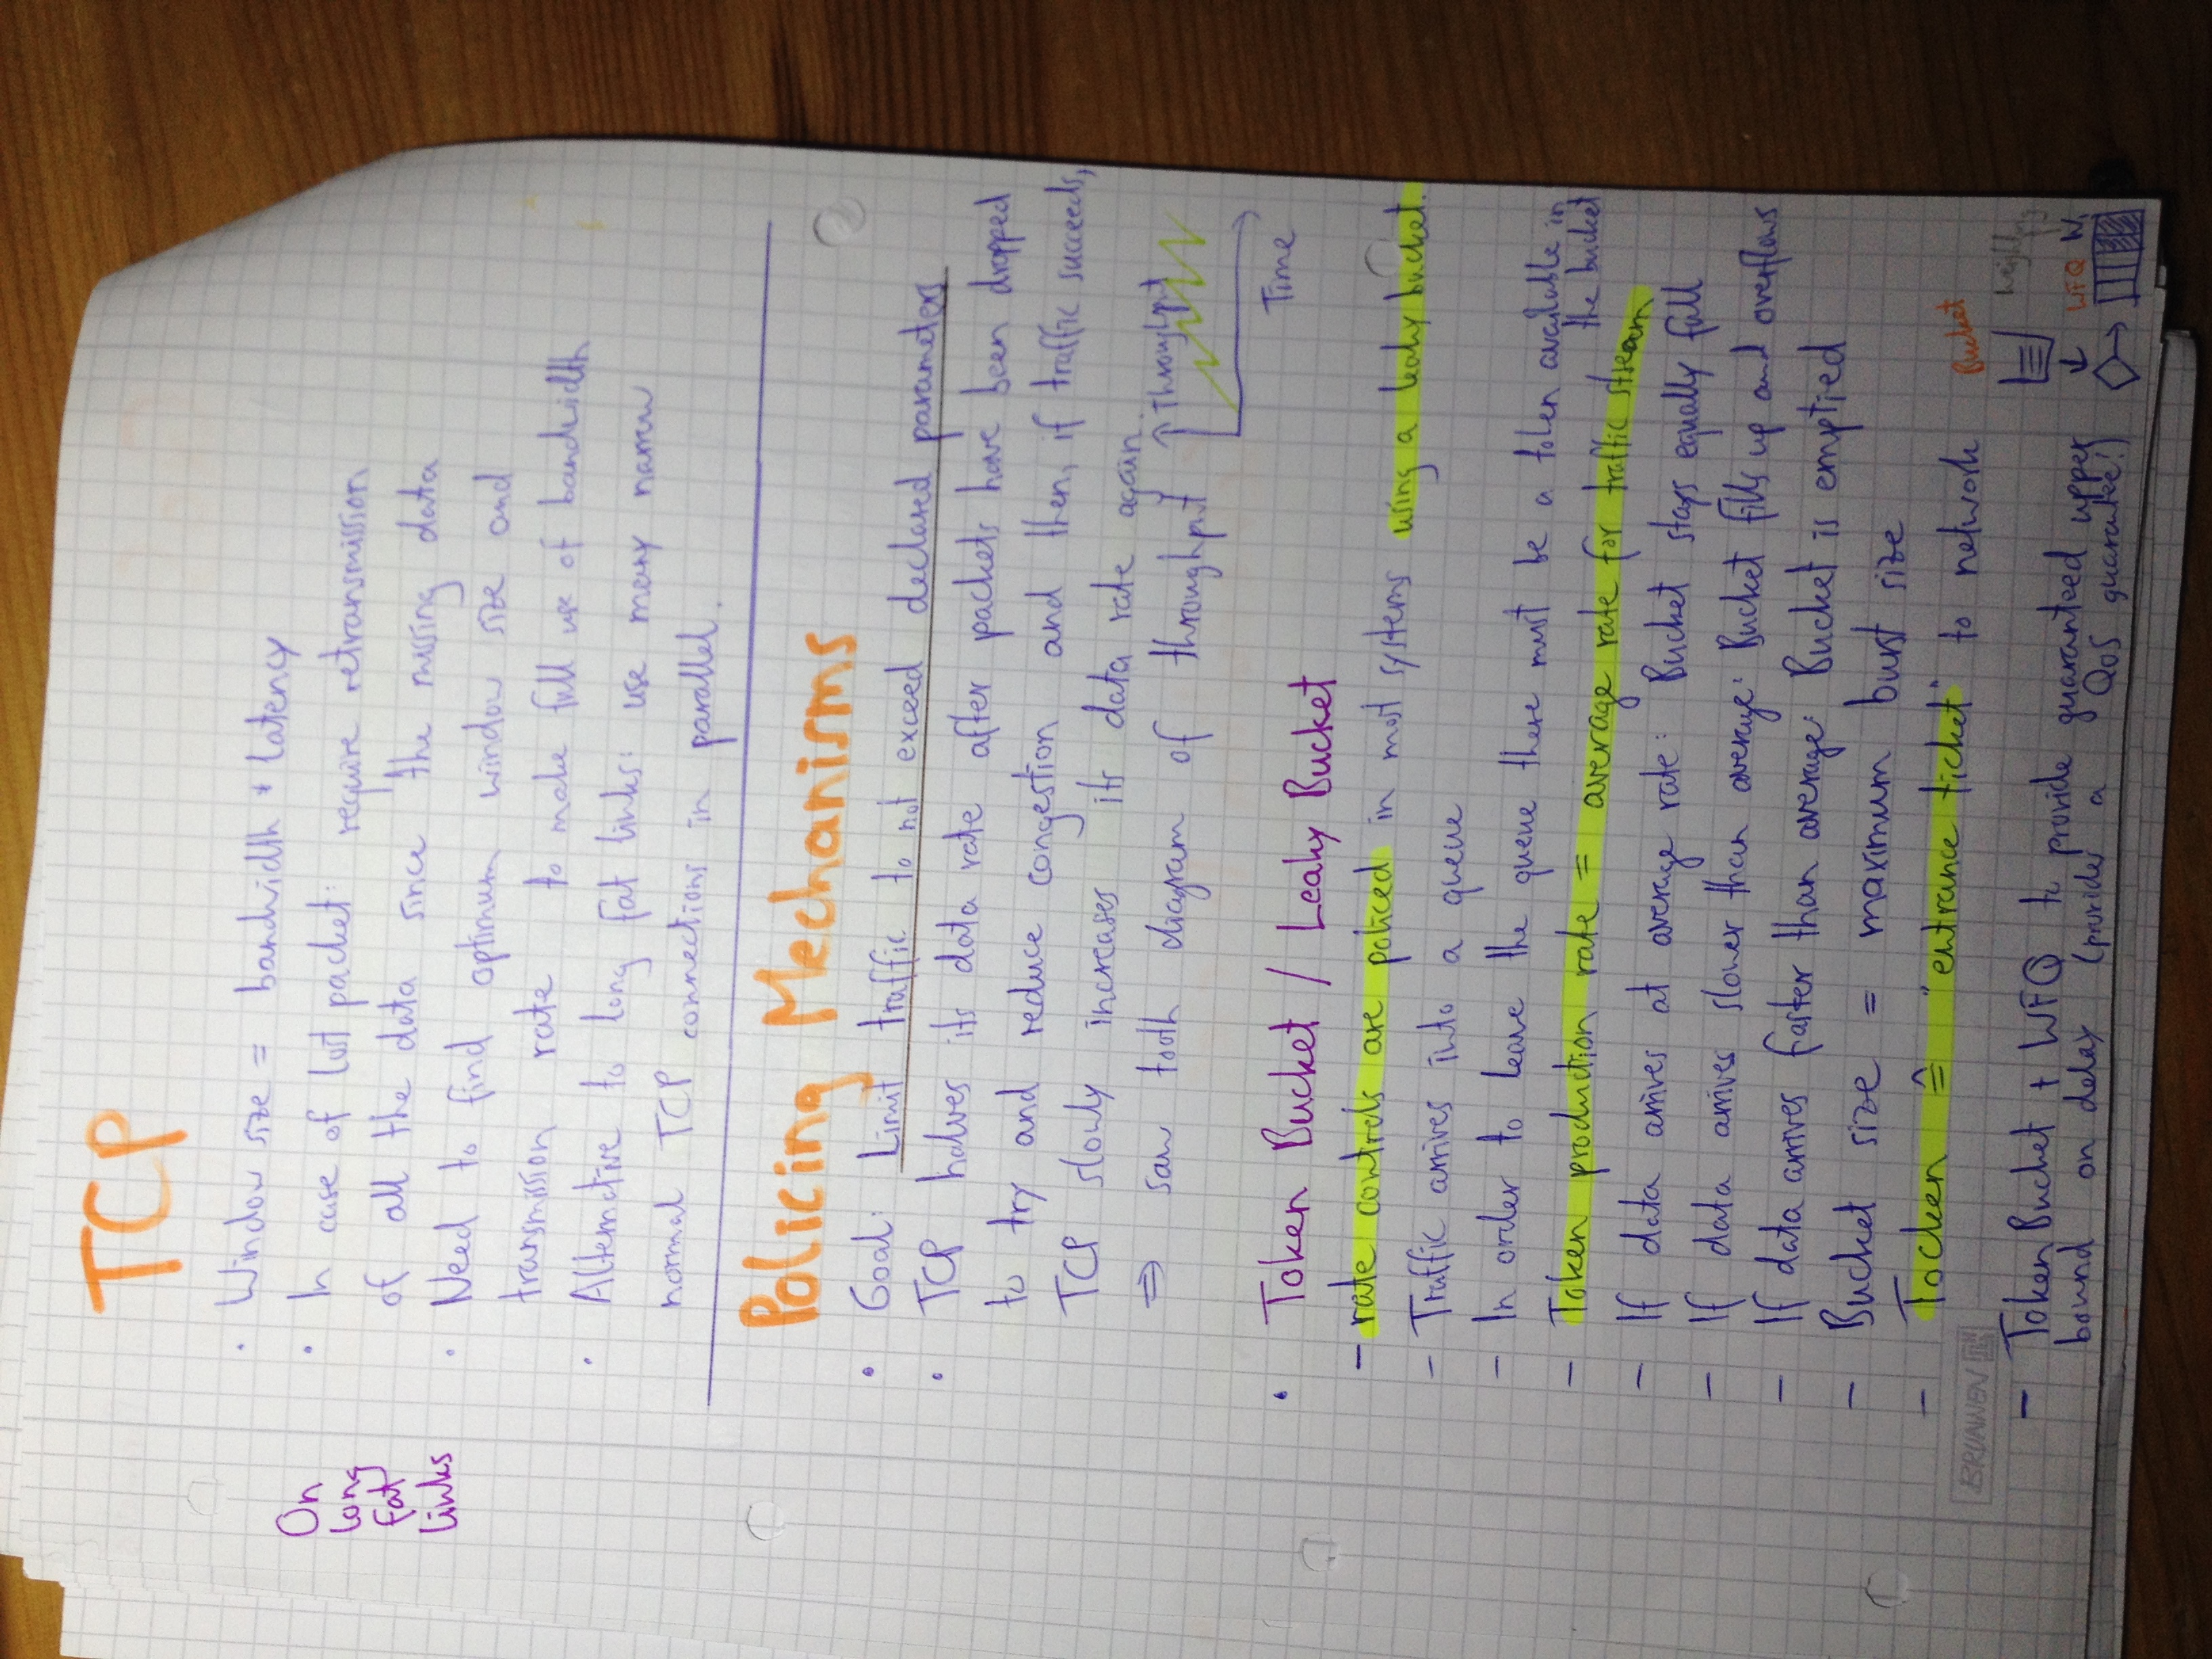 TCP
On
long
fat
links
· Window size = bandwidth * latency
· In case of lost packet: require retransmission
of all the data since the missing data
· Need to find optimum window size and
transmission rate to make full use of bandwidth
· Alternative to long fat links: use many narrow
normal TCP connections in parallel.
Policing Mechanisms
· Goal: Limit traffic to not exceed declared parameters
· TCP halves its data rate after packets have been dropped
to try and reduce congestion and then, if traffic succeeds,
TCP slowly increases its data rate again
⇒ saw tooth diagram of throughput
Throughput
Time
· Token Bucket / Leaky Bucket
– rate controls are policed in most systems using a leaky bucket.
– Traffic arrives into a queue
– In order to leave the queue there must be a token available in
the bucket
– Token production rate = average rate for traffic stream
– If data arrives at average rate: Bucket stays equally full
– If data arrives slower than average: Bucket fills up and overflows
– If data arrives faster than average: Bucket is emptied
– Bucket size = maximum burst size
– Tocken ≙ "entrance ticket" to network
– Token Bucket + WFQ to provide guaranteed upper
bound on delay (provides a QoS guarantee!)
Bucket
WFQ
BRUNNEN